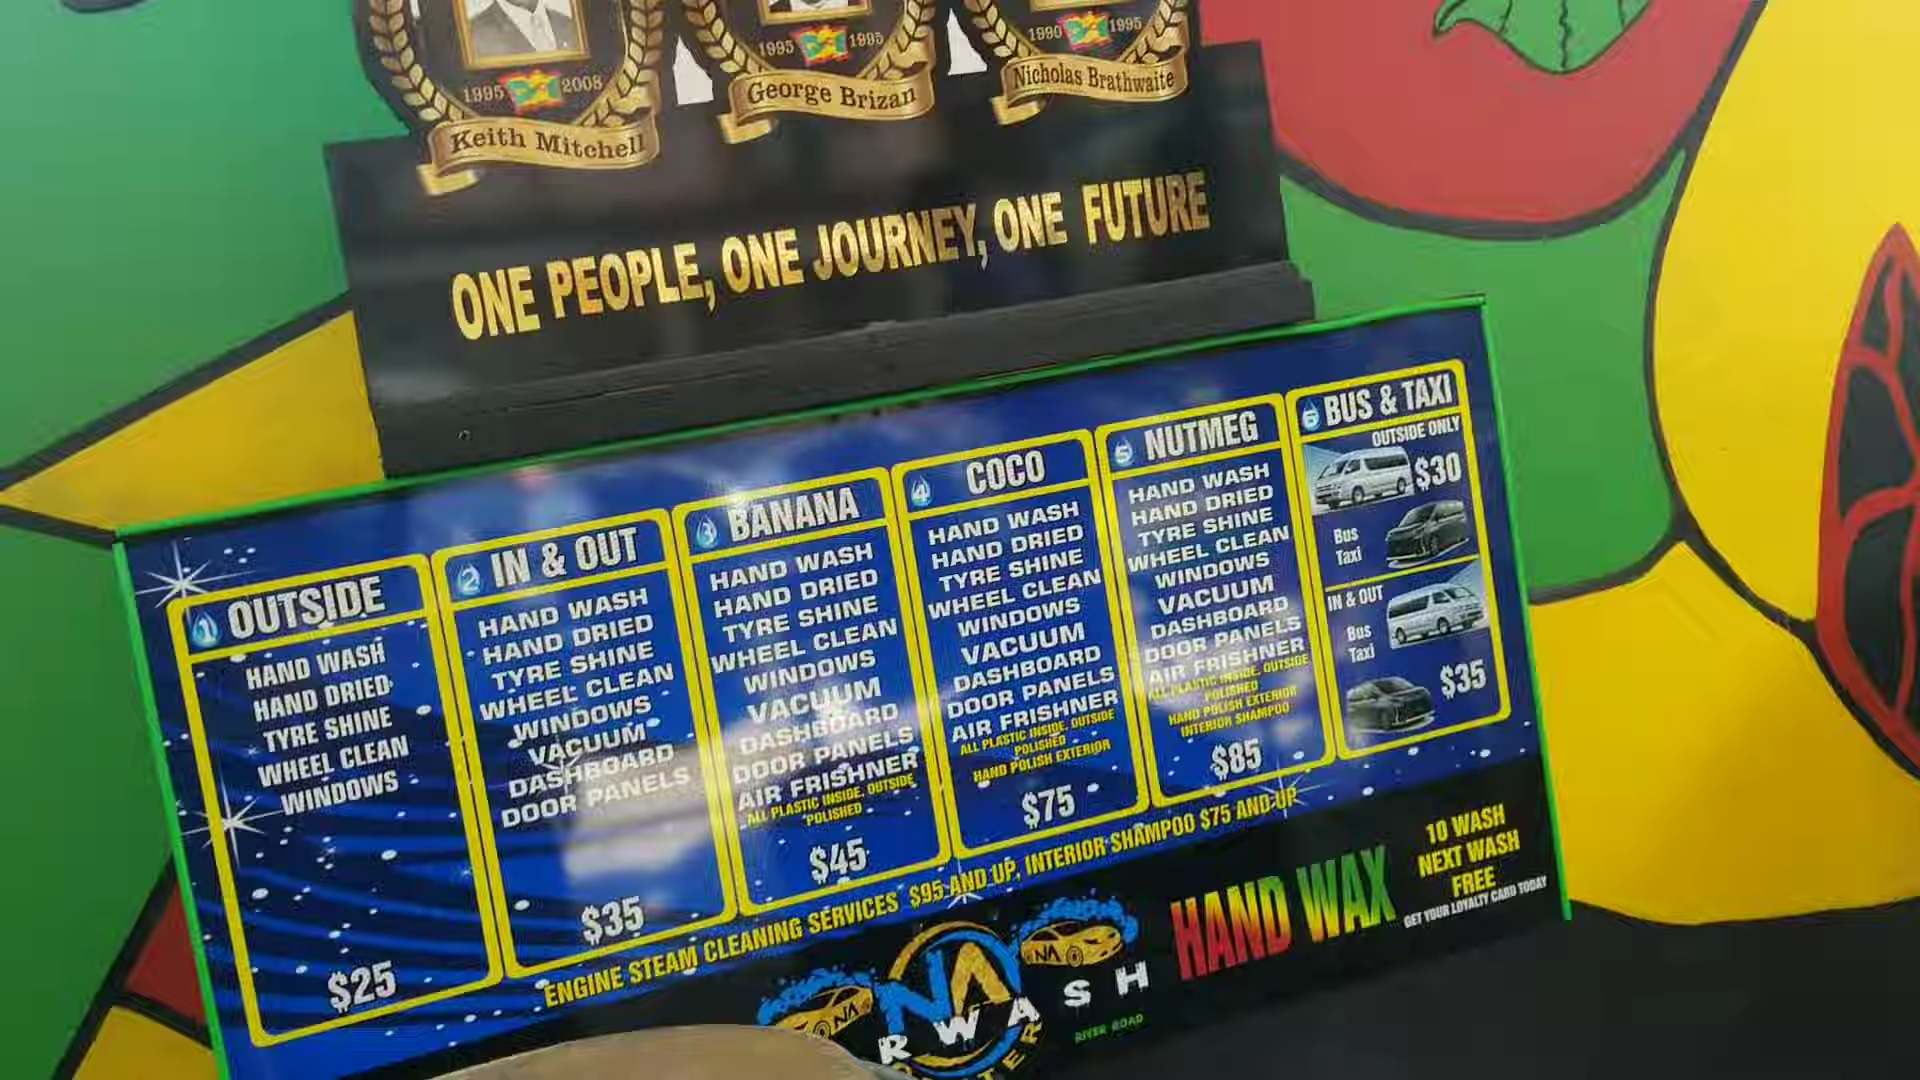 1995 2008
Keith Mitchell
1995 1995
George Brizan
1990 1995
Nicholas Brathwaite
ONE PEOPLE, ONE JOURNEY, ONE FUTURE
1 OUTSIDE
HAND WASH
HAND DRIED
TYRE SHINE
WHEEL CLEAN
WINDOWS
$25
2 IN & OUT
HAND WASH
HAND DRIED
TYRE SHINE
WHEEL CLEAN
WINDOWS
VACUUM
DASHBOARD
DOOR PANELS
$35
3 BANANA
HAND WASH
HAND DRIED
TYRE SHINE
WHEEL CLEAN
WINDOWS
VACUUM
DASHBOARD
DOOR PANELS
AIR FRISHNER
ALL PLASTIC INSIDE, OUTSIDE
POLISHED
$45
4 COCO
HAND WASH
HAND DRIED
TYRE SHINE
WHEEL CLEAN
WINDOWS
VACUUM
DASHBOARD
DOOR PANELS
AIR FRISHNER
ALL PLASTIC INSIDE, OUTSIDE
POLISHED
HAND POLISH EXTERIOR
$75
5 NUTMEG
HAND WASH
HAND DRIED
TYRE SHINE
WHEEL CLEAN
WINDOWS
VACUUM
DASHBOARD
DOOR PANELS
AIR FRISHNER
ALL PLASTIC INSIDE, OUTSIDE
POLISHED
HAND POLISH EXTERIOR
INTERIOR SHAMPOO
$85
6 BUS & TAXI
OUTSIDE ONLY
$30
Bus
Taxi
IN & OUT
Bus
Taxi
$35
ENGINE STEAM CLEANING SERVICES $95 AND UP, INTERIOR SHAMPOO $75 AND UP
NA
NA
NA
RWASH
RIVER ROAD
HAND WAX
10 WASH
NEXT WASH
FREE
GET YOUR LOYALTY CARD TODAY